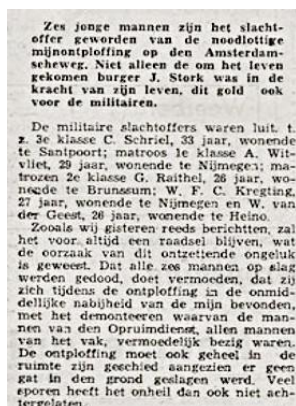 Zes jonge mannen zijn het slacht-
offer geworden van de noodlottige
mijnontploffing op den Amsterdam-
scheweg. Niet alleen de om het leven
gekomen burger J. Stork was in de
kracht van zijn leven, dit gold ook
voor de militairen.
De militaire slachtoffers waren luit. t.
z. 3e klasse C. Schriel, 33 jaar, wonende
te Santpoort; matroos 1e klasse A. Wit-
vliet, 29 jaar, wonende te Nijmegen; ma-
trozen 2e klasse G. Raithel, 26 jaar, wo-
nende te Brunssum; W. F. C. Kregting,
27 jaar, wonende te Nijmegen en W. van
der Geest, 26 jaar, wonende te Heino.
Zooals wij gisteren reeds berichtten, zal
het voor altijd een raadsel blijven, wat
de oorzaak van dit ontzettende ongeluk
is geweest. Dat alle zes mannen op slag
werden gedood, doet vermoeden, dat zij
zich tijdens de ontploffing in de onmid-
dellijke nabijheid van de mijn bevonden,
met het demonteeren waarvan de man-
nen van den Opruimdienst, allen mannen
van het vak, vermoedelijk bezig waren.
De ontploffing moet ook geheel in de
ruimte zijn geschied aangezien er geen
gat in den grond geslagen werd. Veel
sporen heeft het onheil dan ook niet ach-
tergelaten.